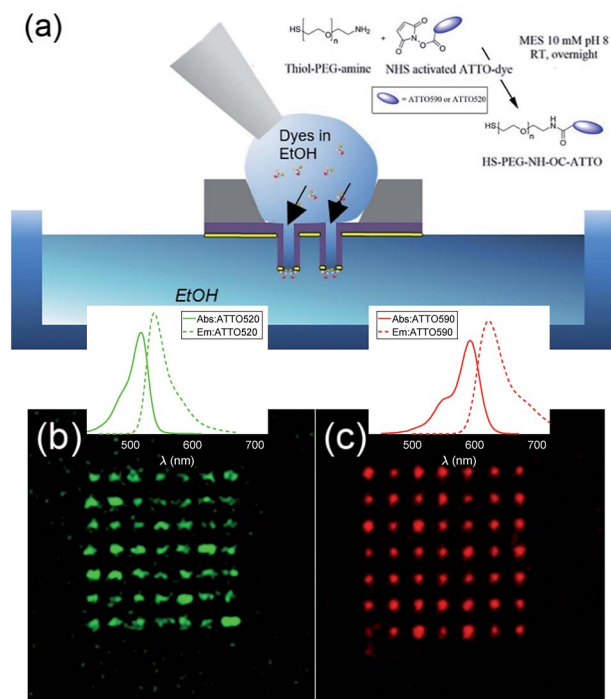 (a)
HS
O
n
NH₂
+
N
O
O
O
O
MES 10 mM pH 8
RT, overnight
Thiol-PEG-amine
NHS activated ATTO-dye
= ATTO590 or ATTO520
HS
O
n
H
N
O
HS-PEG-NH-OC-ATTO
Dyes in
EtOH
EtOH
Abs:ATTO520
Em:ATTO520
500
600
700
λ (nm)
Abs:ATTO590
Em:ATTO590
500
600
700
λ (nm)
(b)
(c)